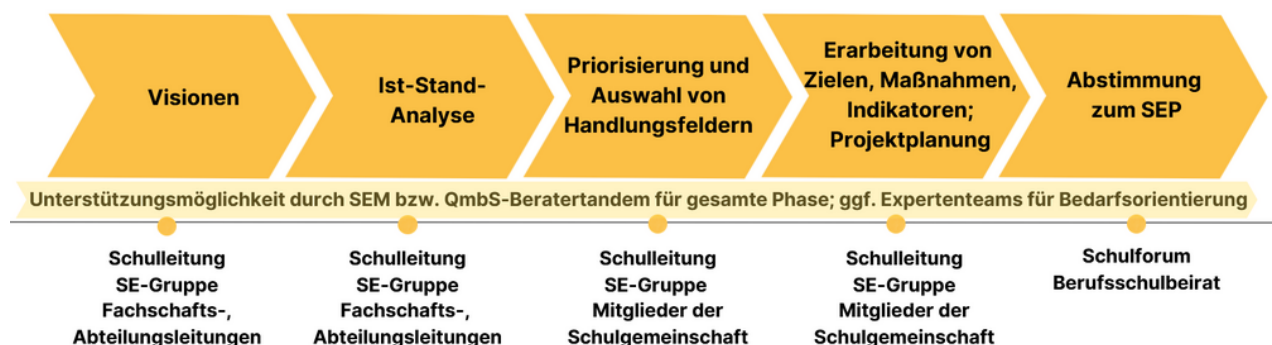 Visionen
Ist-Stand-
Analyse
Priorisierung und
Auswahl von
Handlungsfeldern
Erarbeitung von
Zielen, Maßnahmen,
Indikatoren;
Projektplanung
Abstimmung
zum SEP
Unterstützungsmöglichkeit durch SEM bzw. QmbS-Beratertandem für gesamte Phase; ggf. Expertenteams für Bedarfsorientierung
Schulleitung
SE-Gruppe
Fachschafts-,
Abteilungsleitungen
Schulleitung
SE-Gruppe
Fachschafts-,
Abteilungsleitungen
Schulleitung
SE-Gruppe
Mitglieder der
Schulgemeinschaft
Schulleitung
SE-Gruppe
Mitglieder der
Schulgemeinschaft
Schulforum
Berufsschulbeirat